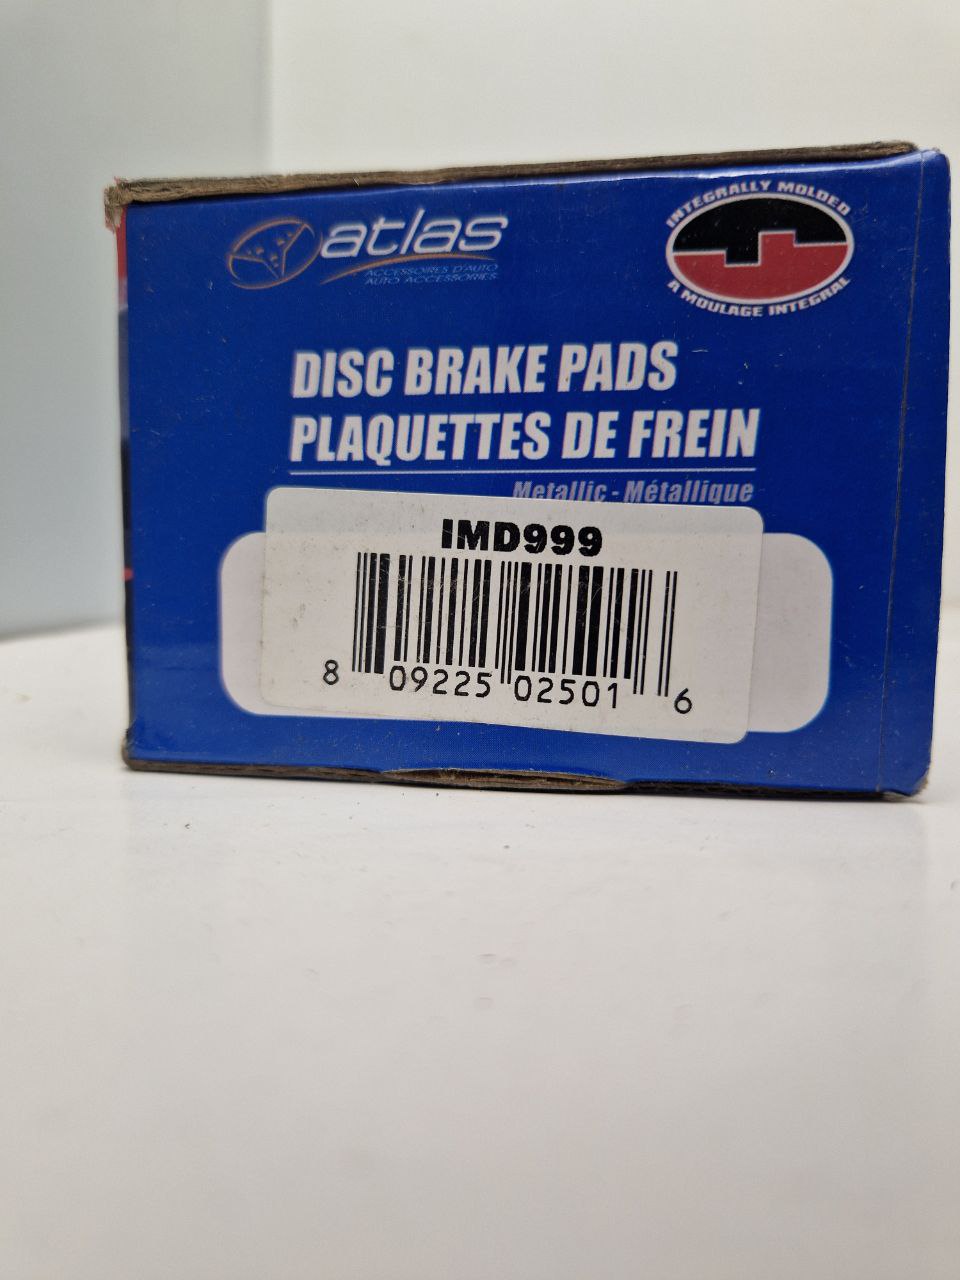 atlas
ACCESSOIRES D'AUTO
AUTO ACCESSORIES
INTEGRALLY MOLDED
A MOULAGE INTEGRAL
DISC BRAKE PADS
PLAQUETTES DE FREIN
Metallic - Métallique
IMD999
8 09225 02501 6